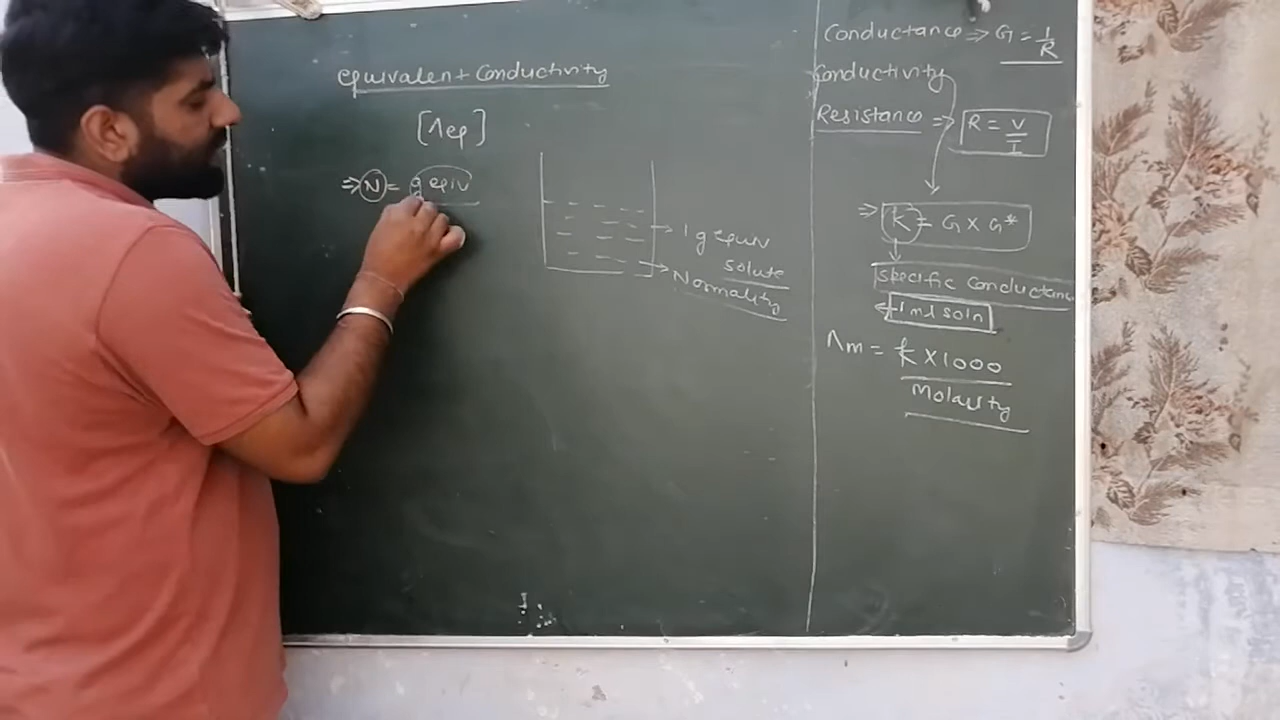 equivalent Conductivity
[Λeq]
⇒ N = g equiv
→ 1 g equiv
solute
→ Normality
Conductance ⇒ G = 1/R
Conductivity
Resistance ⇒ R = V/I
⇒ K = G × G*
Specific Conductance
1 ml soln
Λm = K × 1000
Molarity